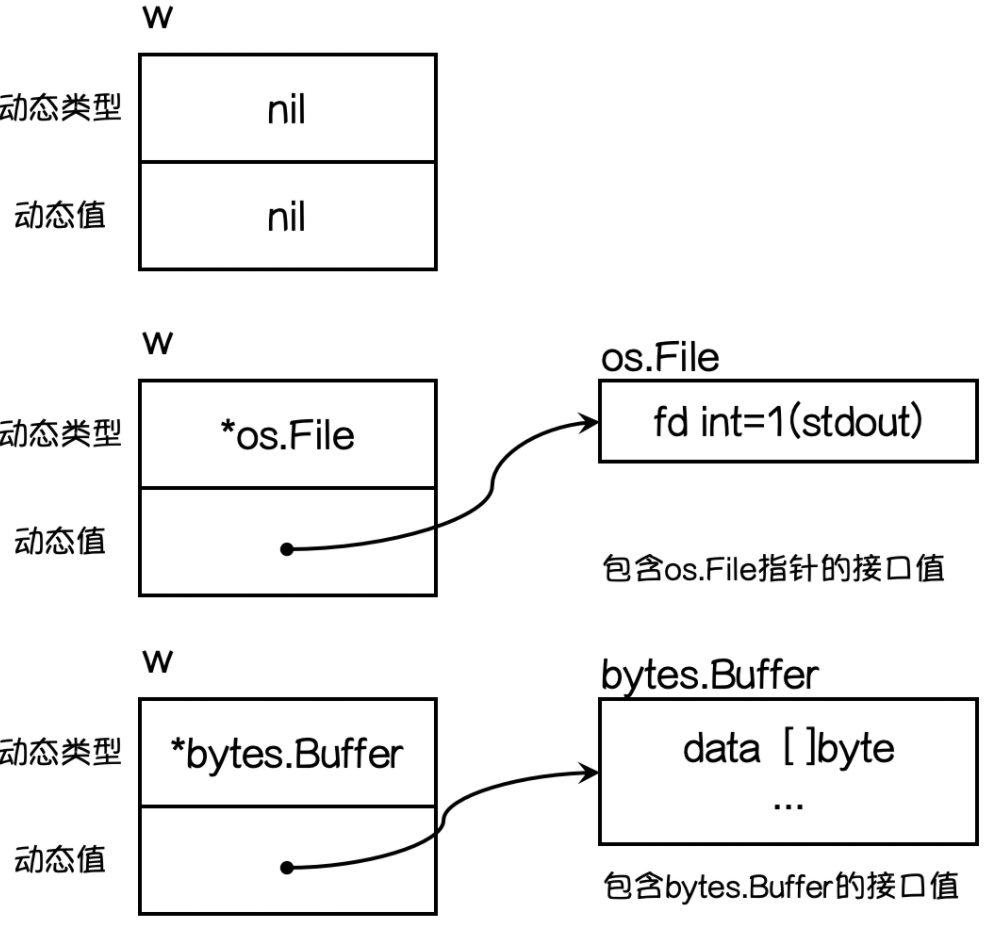 w
动态类型 nil
动态值 nil
w
os.File
动态类型 *os.File fd int=1(stdout)
动态值
包含os.File指针的接口值
w
bytes.Buffer
动态类型 *bytes.Buffer data [ ]byte
...
动态值
包含bytes.Buffer的接口值